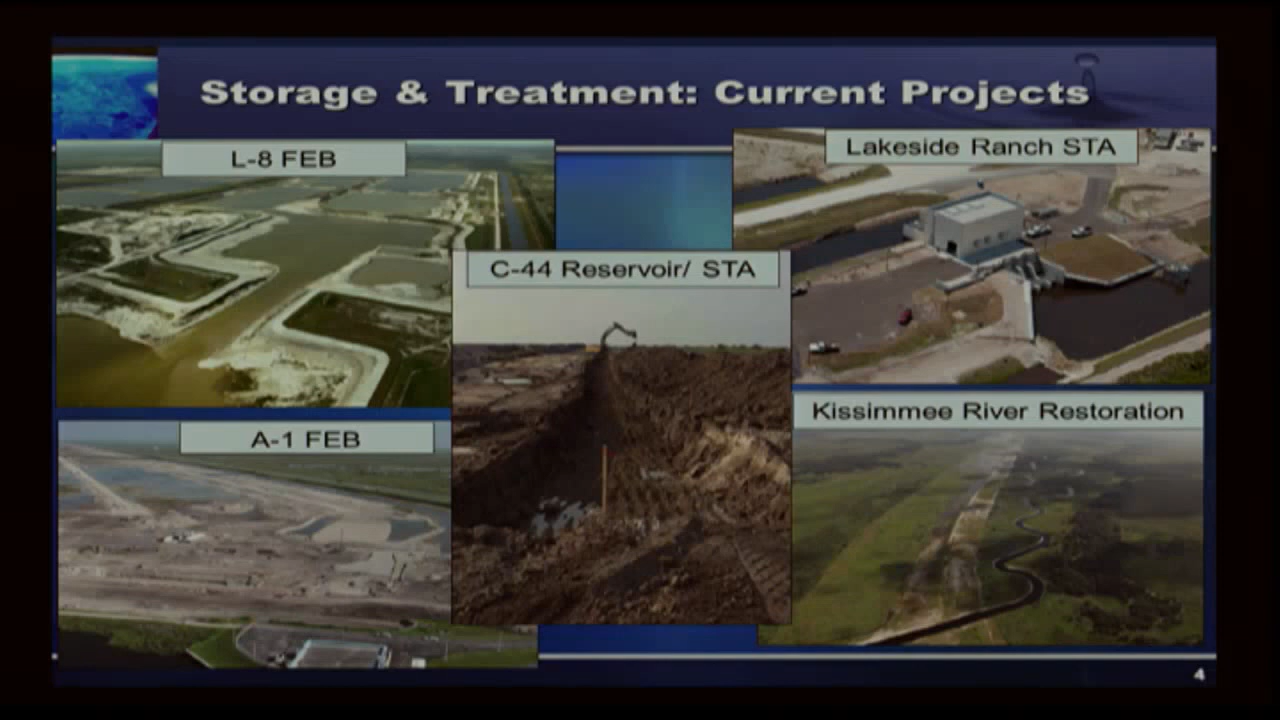 Storage & Treatment: Current Projects
L-8 FEB
Lakeside Ranch STA
C-44 Reservoir/ STA
Kissimmee River Restoration
A-1 FEB
4